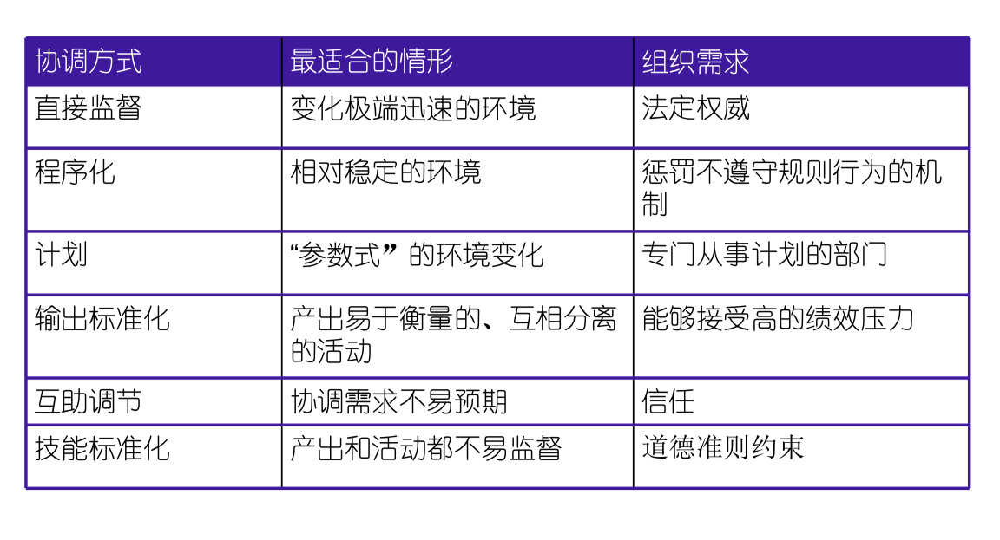 协调方式 最适合的情形 组织需求
直接监督 变化极端迅速的环境 法定权威
程序化 相对稳定的环境 惩罚不遵守规则行为的机
制
计划 “参数式”的环境变化 专门从事计划的部门
输出标准化 产出易于衡量的、互相分离 能够接受高的绩效压力
的活动
互助调节 协调需求不易预期 信任
技能标准化 产出和活动都不易监督 道德准则约束